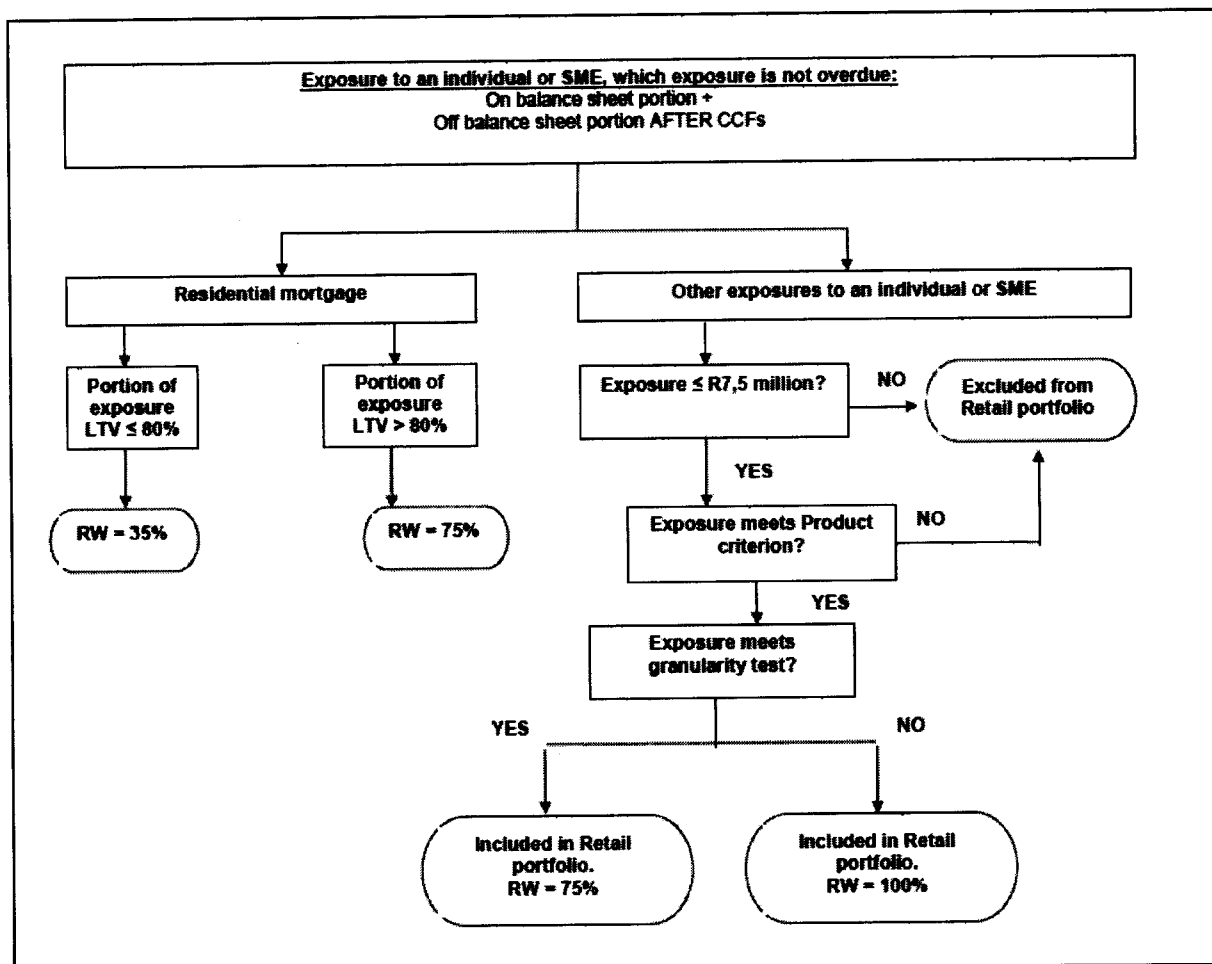 Exposure to an individual or SME, which exposure is not overdue:
On balance sheet portion +
Off balance sheet portion AFTER CCFs
Residential mortgage
Other exposures to an individual or SME
Portion of
exposure
LTV ≤ 80%
Portion of
exposure
LTV > 80%
Exposure ≤ R7,5 million?
NO
Excluded from
Retail portfolio
YES
RW = 35%
RW = 75%
Exposure meets Product
criterion?
NO
YES
Exposure meets
granularity test?
YES
NO
Included in Retail
portfolio.
RW = 75%
Included in Retail
portfolio.
RW = 100%